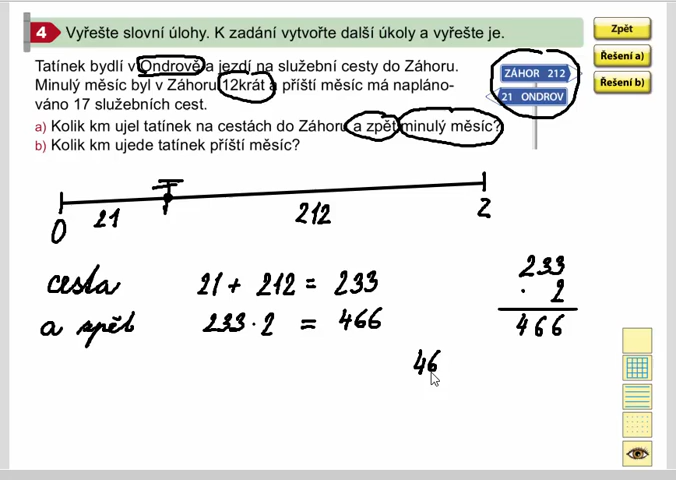 4 Vyřešte slovní úlohy. K zadání vytvořte další úkoly a vyřešte je.
Zpět
Řešení a)
Řešení b)
Tatínek bydlí v Ondrově a jezdí na služební cesty do Záhoru.
Minulý měsíc byl v Záhoru 12krát a příští měsíc má napláno-
váno 17 služebních cest.
ZÁHOR 212
21 ONDROV
a) Kolik km ujel tatínek na cestách do Záhoru a zpět minulý měsíc?
b) Kolik km ujede tatínek příští měsíc?
21 212
O Z
cesta 21 + 212 = 233
a zpět 233 · 2 = 466
233
· 2
466
46